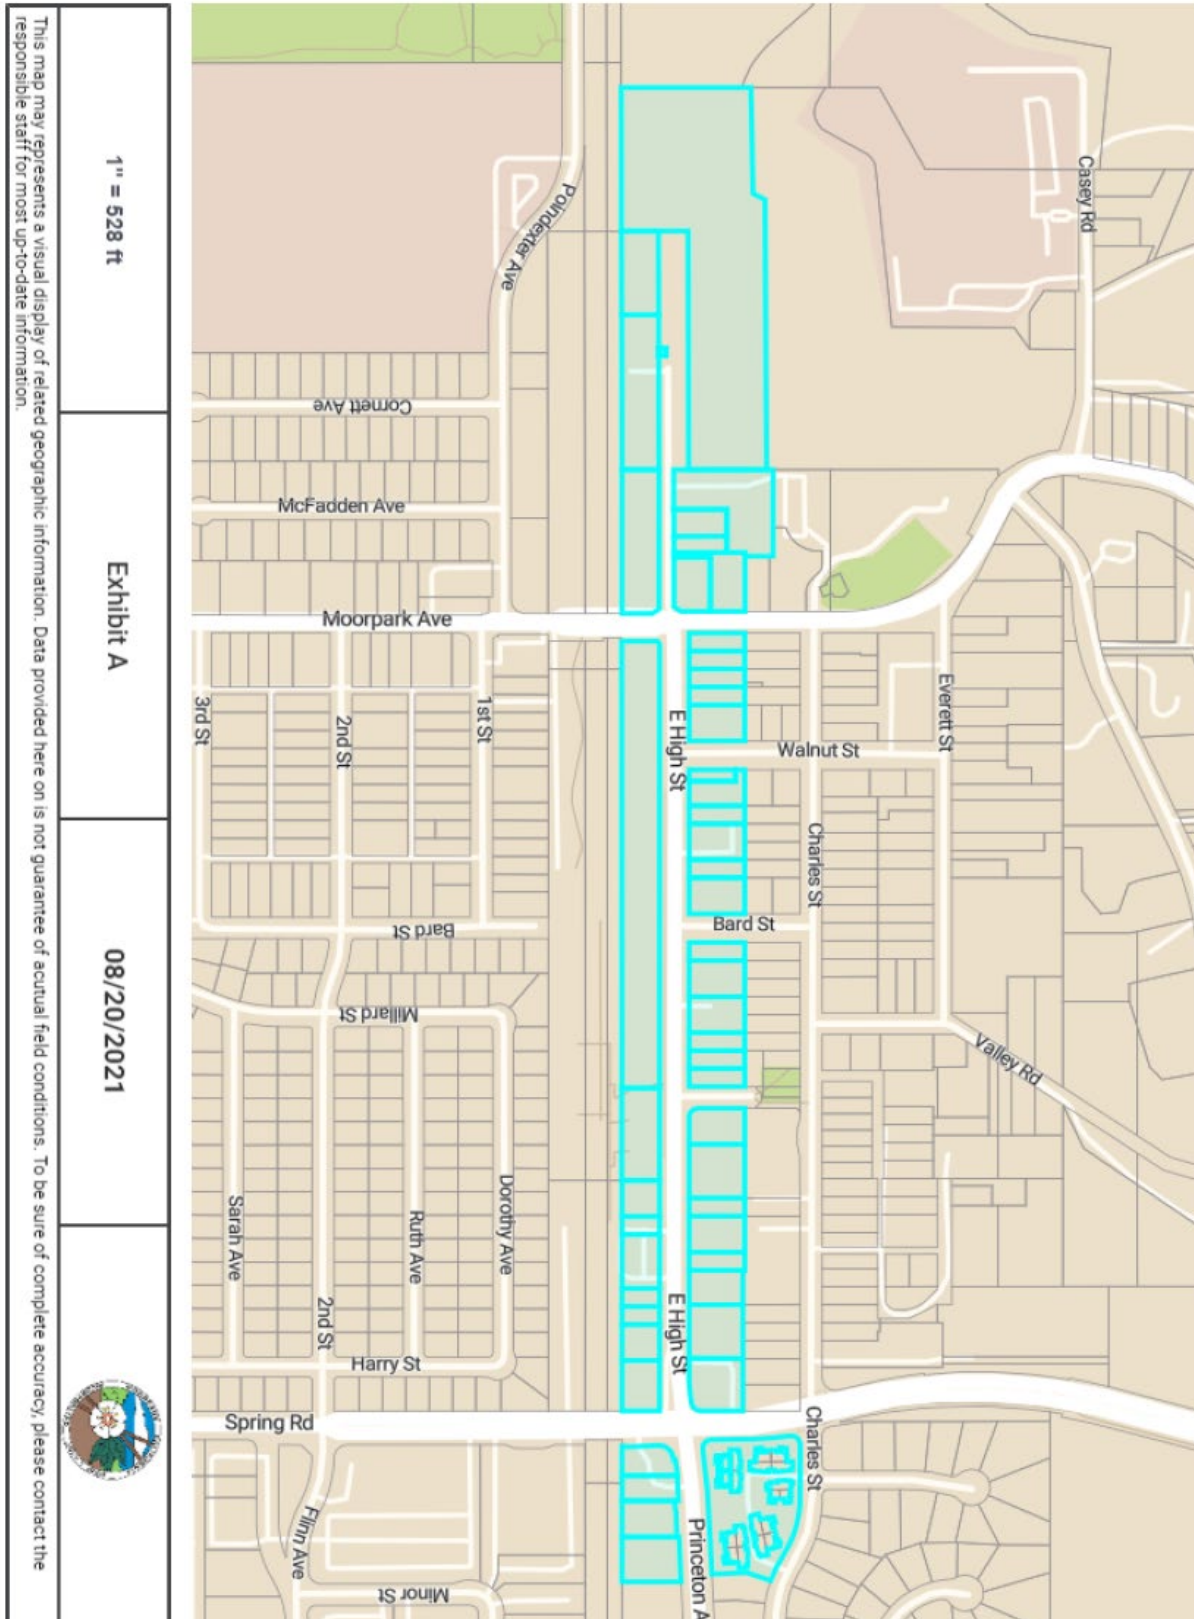 Casey Rd
Poindexter Ave
Cornett Ave
McFadden Ave
Moorpark Ave
Everett St
3rd St
2nd St
1st St
E High St
Walnut St
Charles St
Bard St
Bard St
Millard St
Valley Rd
Sarah Ave
Ruth Ave
Dorothy Ave
2nd St
E High St
Harry St
Spring Rd
Charles St
Flinn Ave
Princeton A
Minor St
1" = 528 ft
Exhibit A
08/20/2021
This map may represents a visual display of related geographic information. Data provided here on is not guarantee of acutual field conditions. To be sure of complete accuracy, please contact the
responsible staff for most up-to-date information.